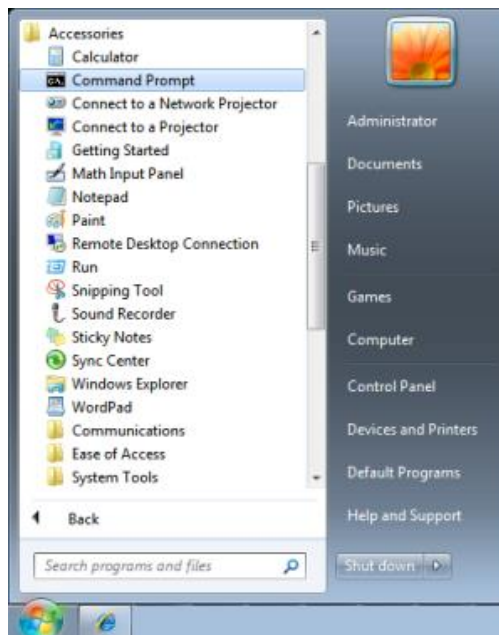 Accessories
Calculator
Command Prompt
Connect to a Network Projector
Connect to a Projector
Getting Started
Math Input Panel
Notepad
Paint
Remote Desktop Connection
Run
Snipping Tool
Sound Recorder
Sticky Notes
Sync Center
Windows Explorer
WordPad
Communications
Ease of Access
System Tools
Back
Search programs and files
Administrator
Documents
Pictures
Music
Games
Computer
Control Panel
Devices and Printers
Default Programs
Help and Support
Shut down